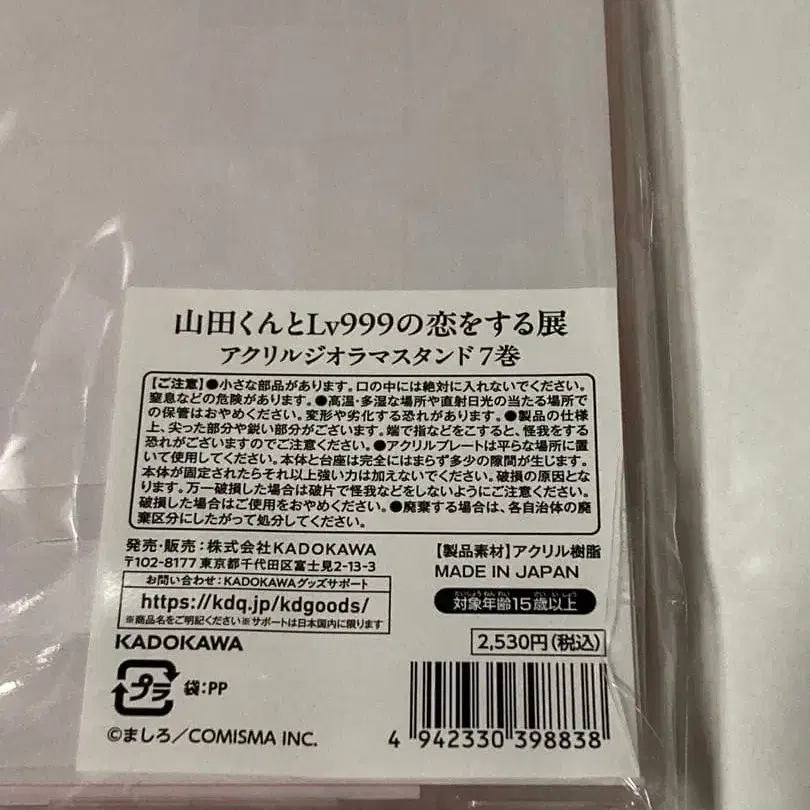 山田くんとLv999の恋をする展
アクリルジオラマスタンド 7巻
【ご注意】●小さな部品があります。口の中には絶対に入れないでください。
窒息などの危険があります。●高温・多湿な場所や直射日光の当たる場所で
の保管はおやめください。変形や劣化する恐れがあります。●製品の仕様
上、尖った部分や鋭い部分がございます。端で指などをこすると、怪我をする
恐れがございますのでご注意ください。●アクリルプレートは平らな場所に置
いて使用してください。本体と台座は完全にはまらず多少の隙間が生じます。
本体が固定されたらそれ以上強い力は加えないでください。破損の原因とな
ります。万一破損した場合は破片で怪我などをしないようにご注意ください。
破損した場合はご使用をおやめください。●廃棄する場合は、各自治体の廃
棄区分にしたがって処分してください。
発売・販売：株式会社KADOKAWA
〒102-8177 東京都千代田区富士見2-13-3
お問い合わせ：KADOKAWAグッズサポート
https://kdq.jp/kdgoods/
※商品名をご明記ください※サポートは日本国内に限ります
KADOKAWA
プラ 袋：PP
©ましろ／COMISMA INC.
【製品素材】アクリル樹脂
MADE IN JAPAN
たいしょうねんれい さい いじょう
対象年齢15歳以上
2,530円（税込）
4 942330 398838